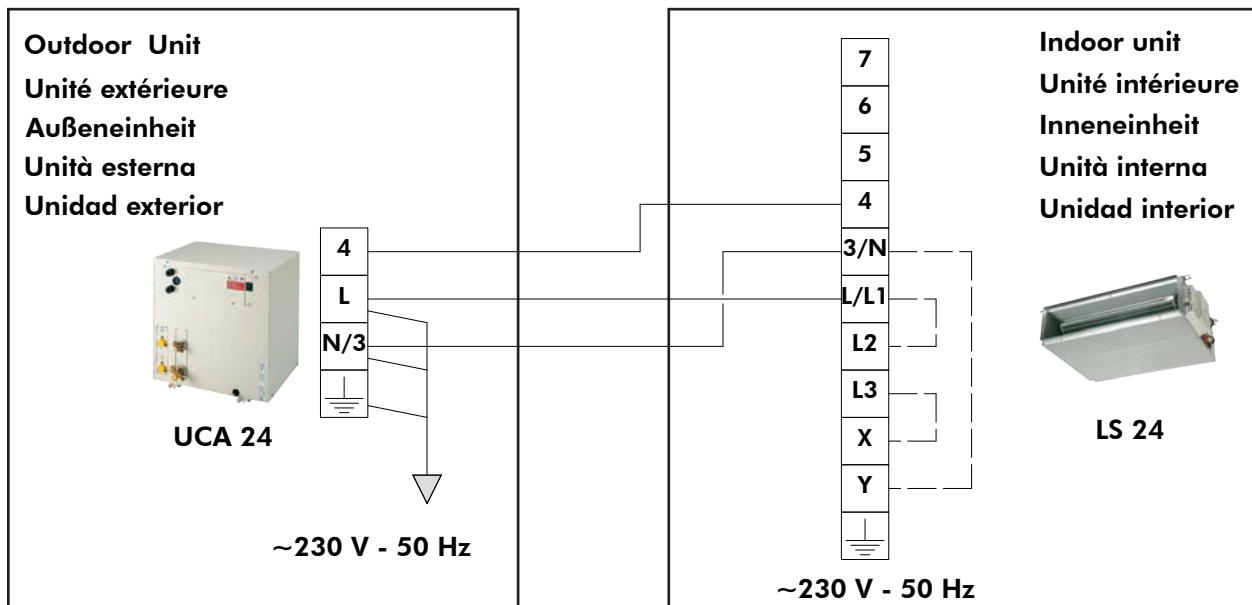 Outdoor Unit
Unité extérieure
Außeneinheit
Unità esterna
Unidad exterior
4
L
N/3
UCA 24
~230 V - 50 Hz
Indoor unit
Unité intérieure
Inneneinheit
Unità interna
Unidad interior
7
6
5
4
3/N
L/L1
L2
L3
X
Y
LS 24
~230 V - 50 Hz